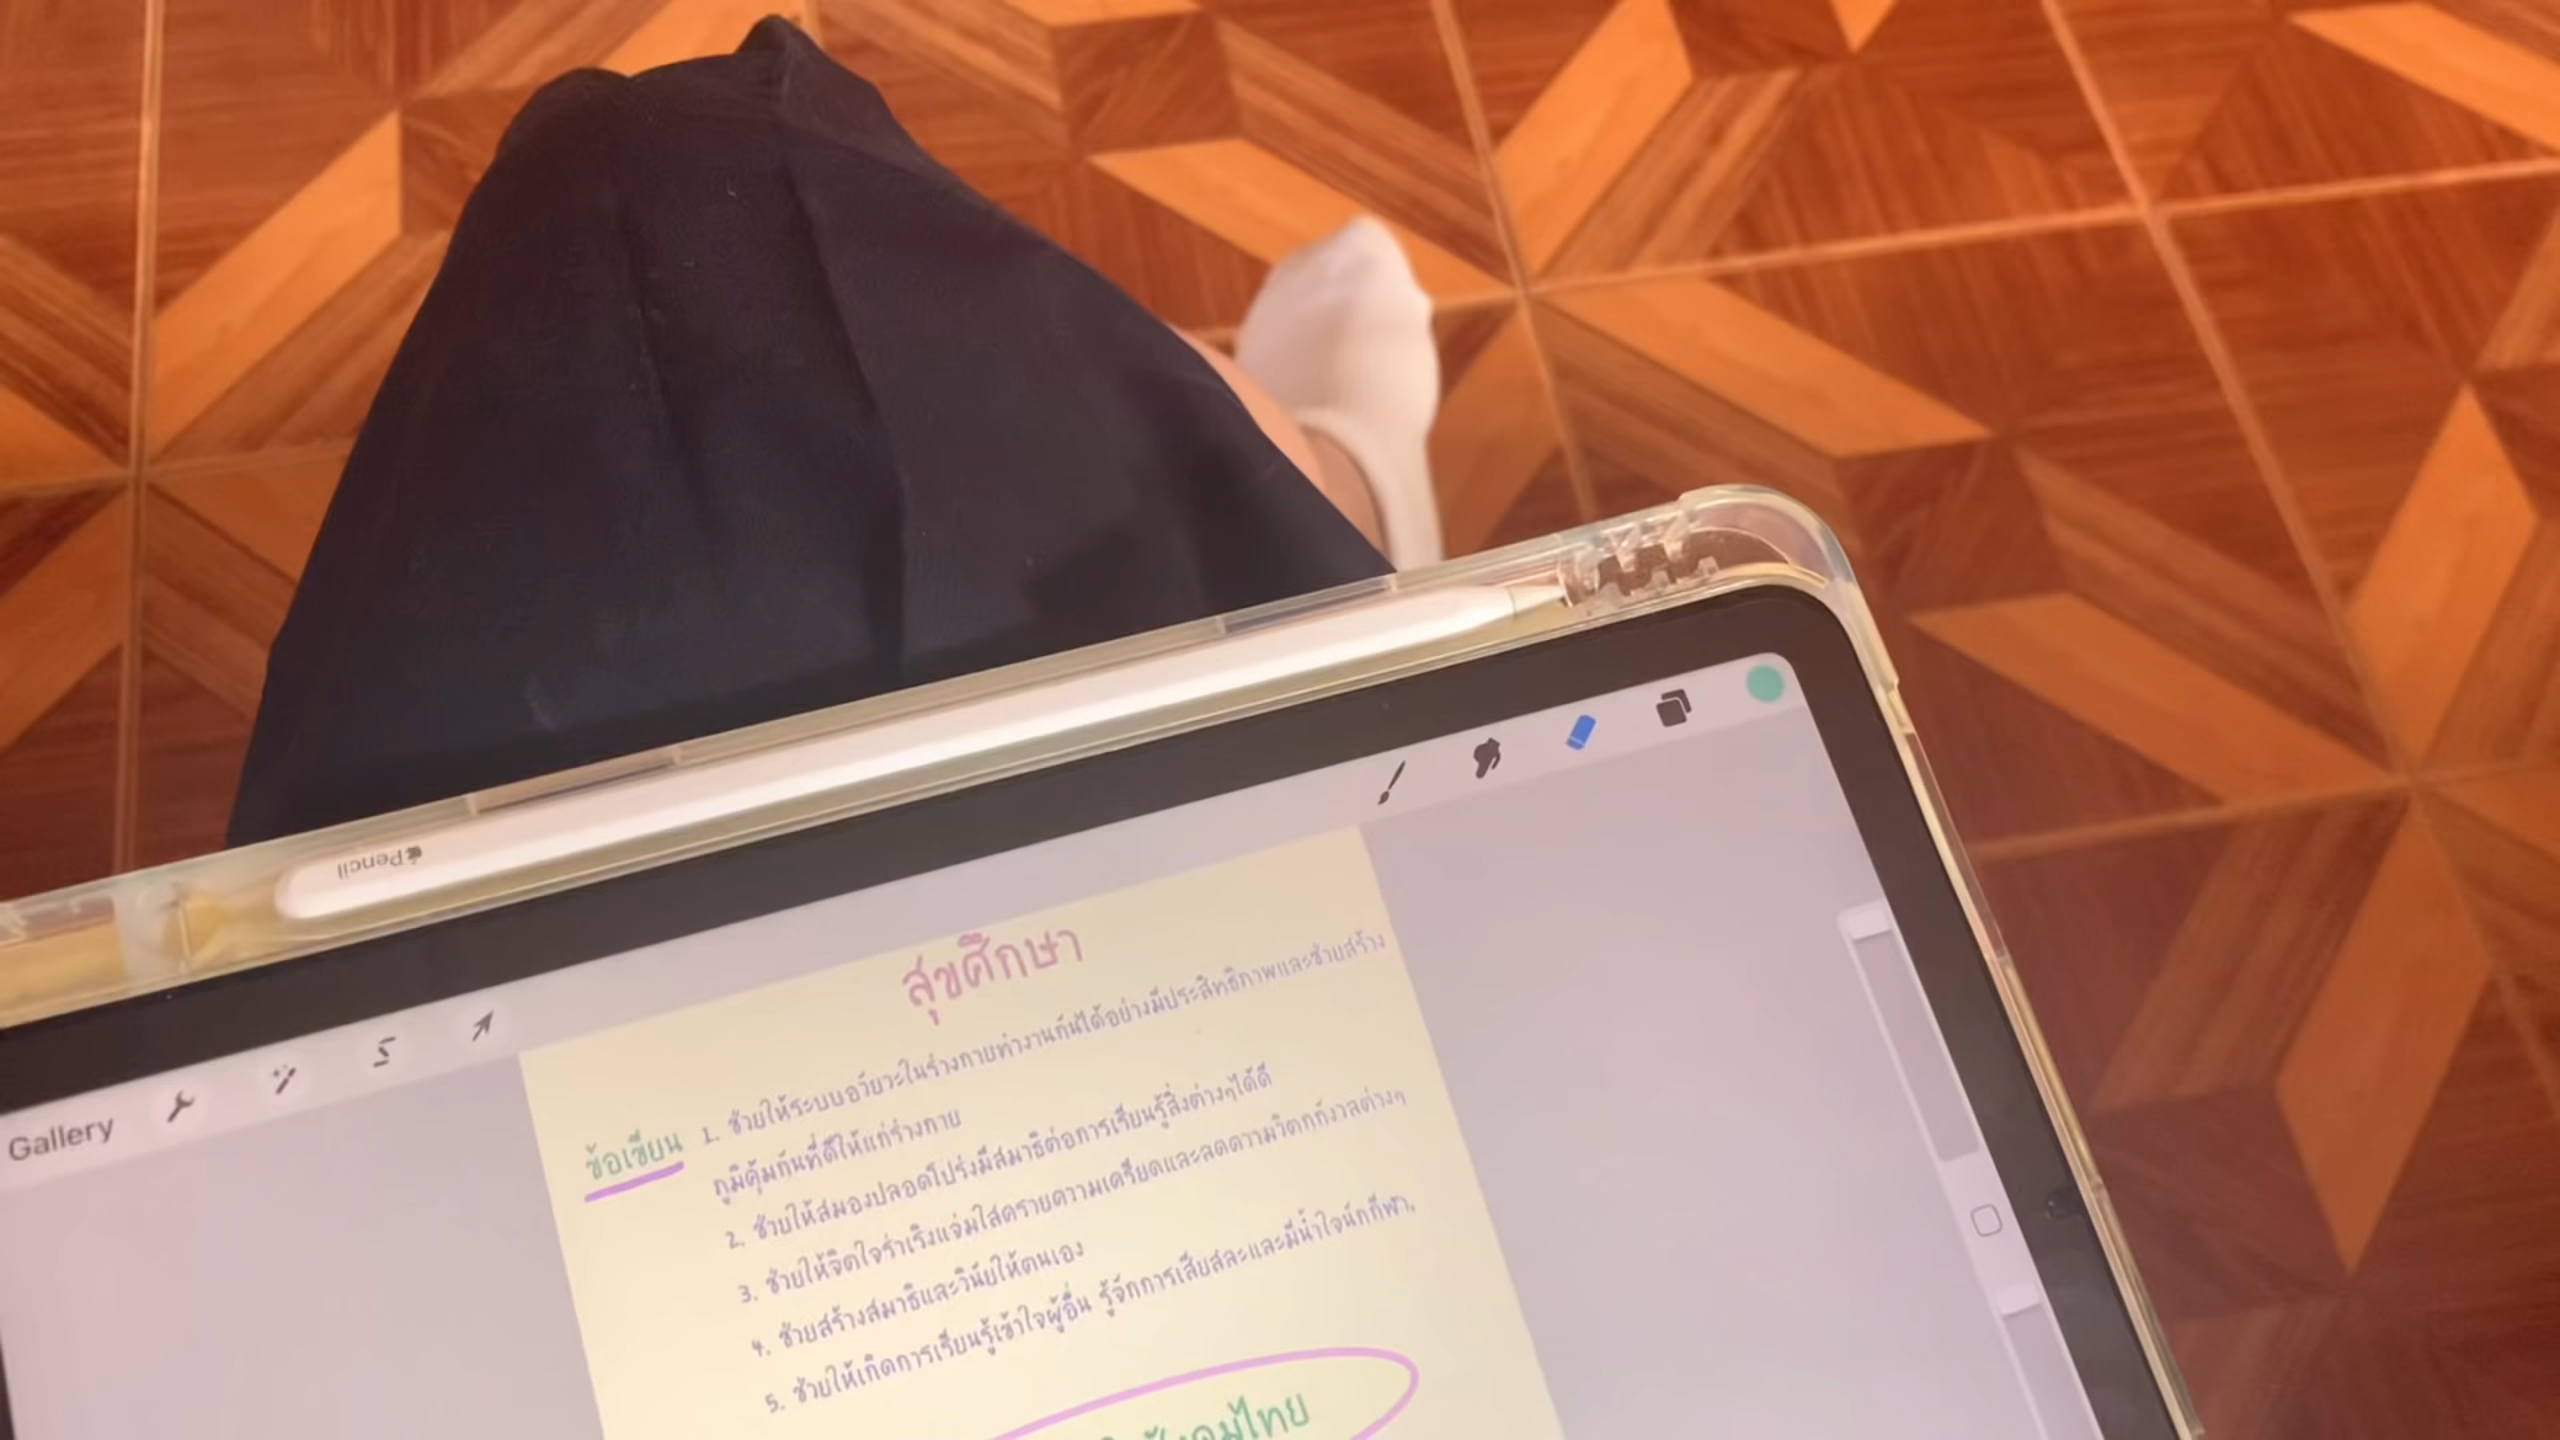 Pencil
Gallery
สุขศึกษา
ข้อเขียน 1. ช่วยให้ระบบอวัยวะในร่างกายทำงานกันได้อย่างมีประสิทธิภาพและช่วยสร้าง
ภูมิคุ้มกันที่ดีให้แก่ร่างกาย
2. ช่วยให้สมองปลอดโปร่งมีสมาธิต่อการเรียนรู้สิ่งต่างๆได้ดี
3. ช่วยให้จิตใจร่าเริงแจ่มใสคลายความเครียดและลดความวิตกกังวลต่างๆ
4. ช่วยสร้างสมาธิและวินัยให้ตนเอง
5. ช่วยให้เกิดการเรียนรู้เข้าใจผู้อื่น รู้จักการเสียสละและมีน้ำใจนักกีฬา.
สังคมไทย